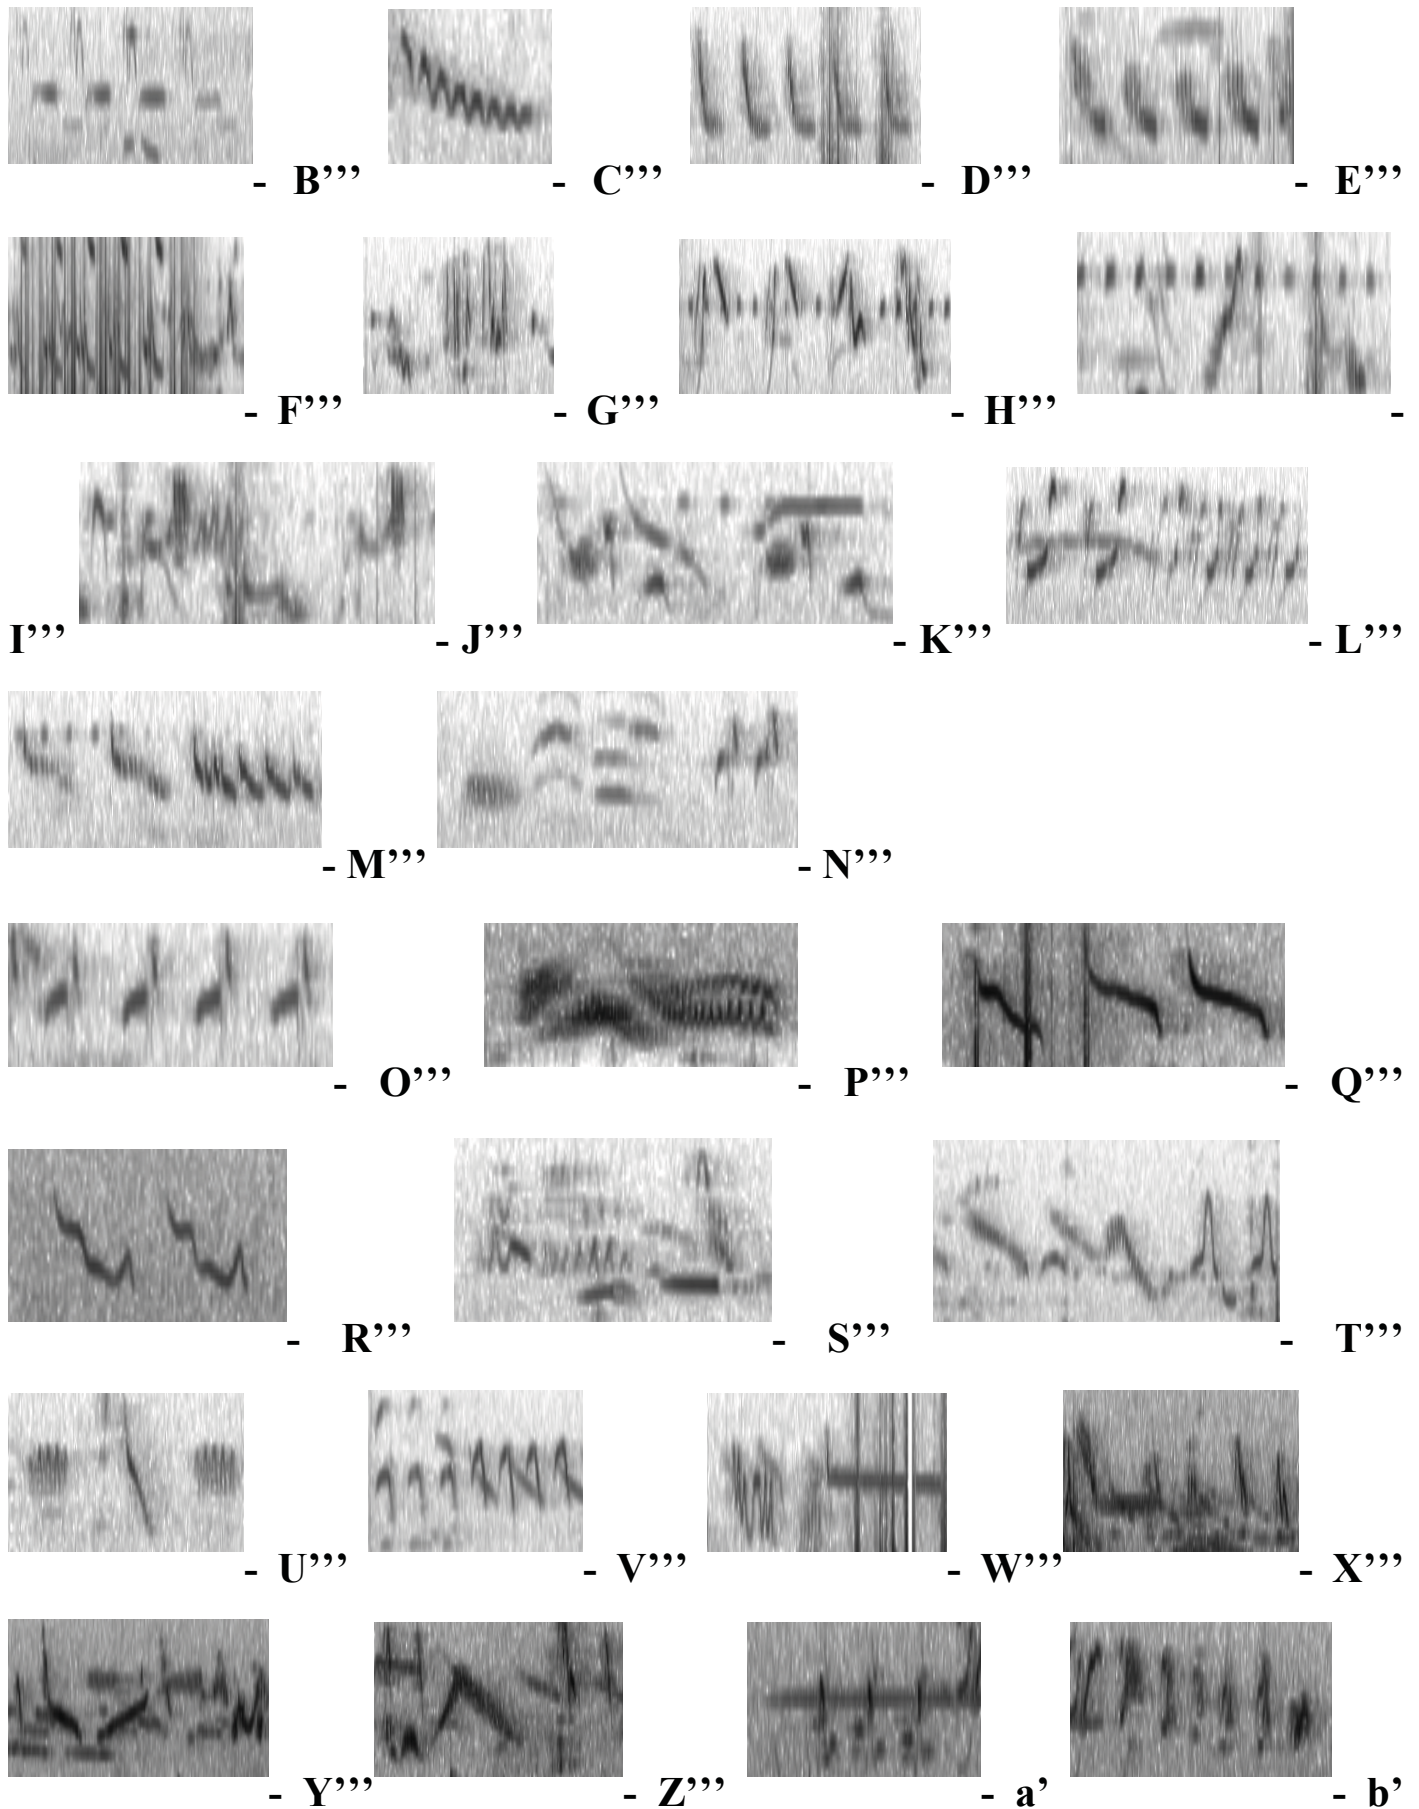 - B’’’ - C’’’ - D’’’ - E’’’
- F’’’ - G’’’ - H’’’ -
I’’’ - J’’’ - K’’’ - L’’’
- M’’’ - N’’’
- O’’’ - P’’’ - Q’’’
- R’’’ - S’’’ - T’’’
- U’’’ - V’’’ - W’’’ - X’’’
- Y’’’ - Z’’’ - a’ - b’